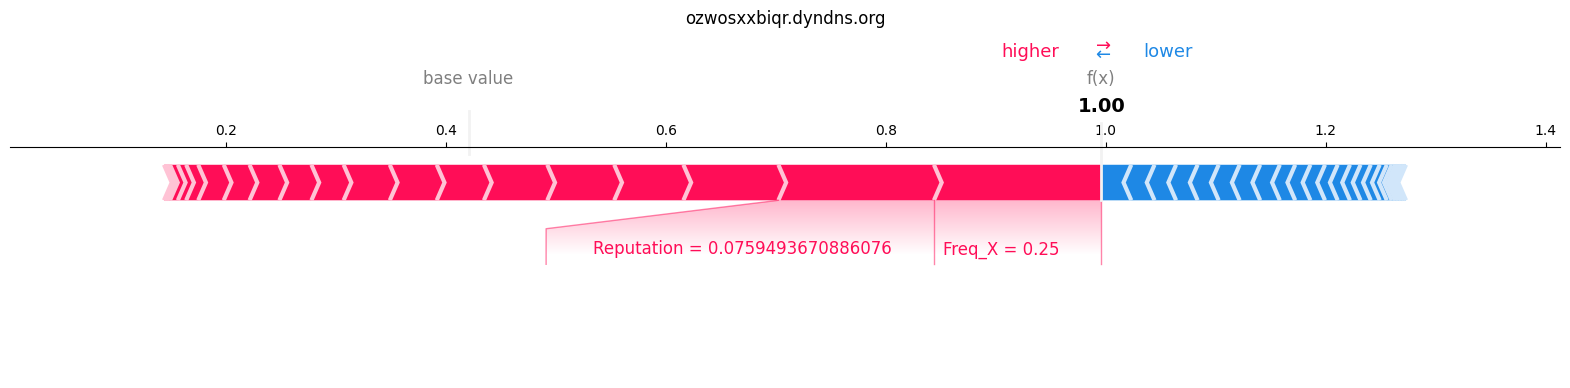 ozwosxxbiqr.dyndns.org
higher → ← lower
base value f(x)
1.00
0.2 0.4 0.6 0.8 1.0 1.2 1.4
Reputation = 0.0759493670886076 Freq_X = 0.25